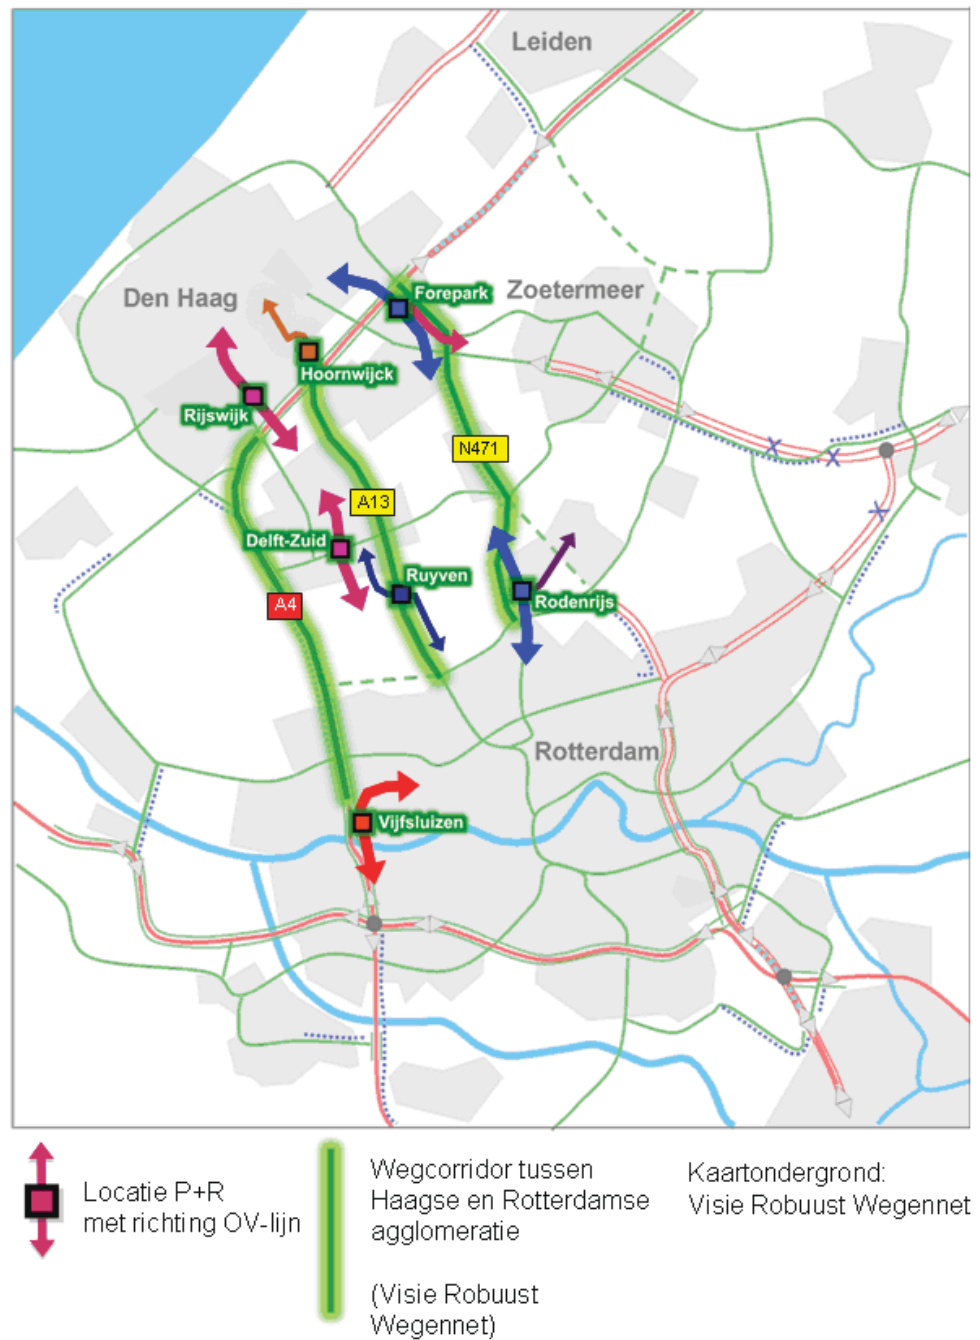 Leiden
Den Haag
Forepark
Zoetermeer
Hoornwijck
Rijswijk
N471
A13
Delft-Zuid
Ruyven
Rodenrijs
A4
Rotterdam
Vijfsluizen
Locatie P+R
met richting OV-lijn
Wegcorridor tussen
Haagse en Rotterdamse
agglomeratie
(Visie Robuust
Wegennet)
Kaartondergrond:
Visie Robuust Wegennet